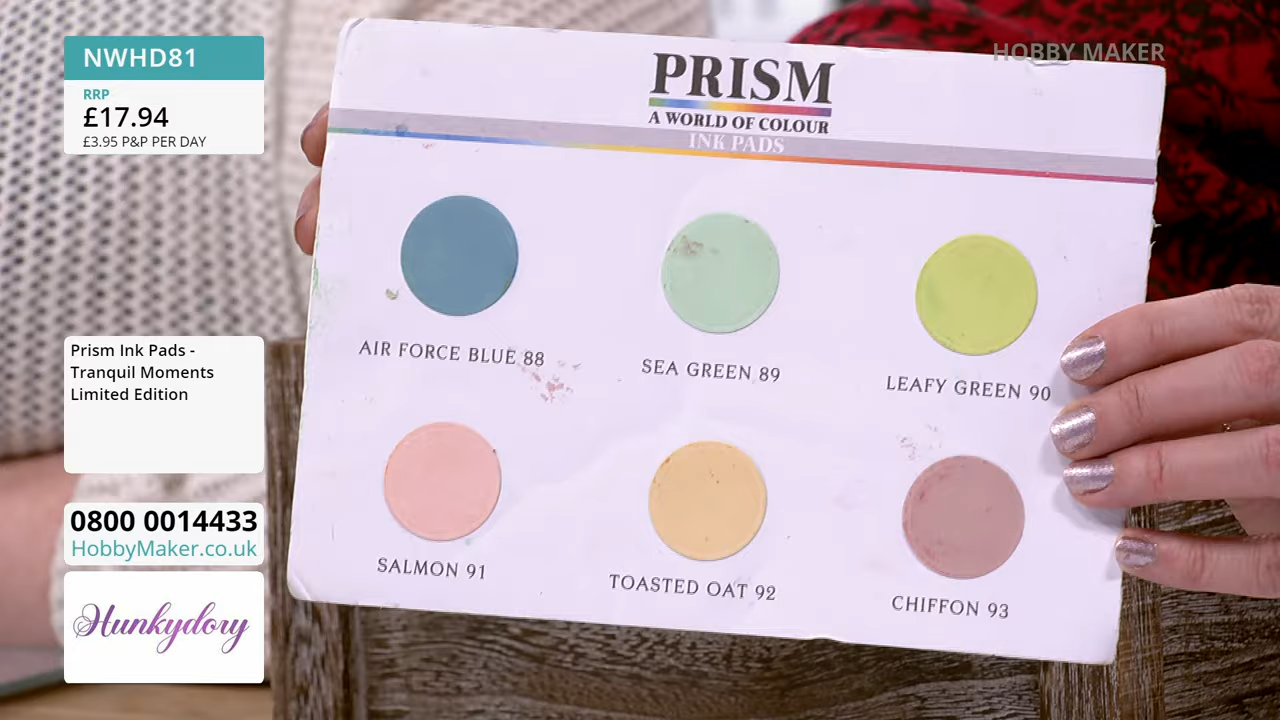 NWHD81
RRP
£17.94
£3.95 P&P PER DAY
Prism Ink Pads -
Tranquil Moments
Limited Edition
0800 0014433
HobbyMaker.co.uk
Hunkydory
HOBBY MAKER
PRISM
A WORLD OF COLOUR
INK PADS
AIR FORCE BLUE 88
SEA GREEN 89
LEAFY GREEN 90
SALMON 91
TOASTED OAT 92
CHIFFON 93